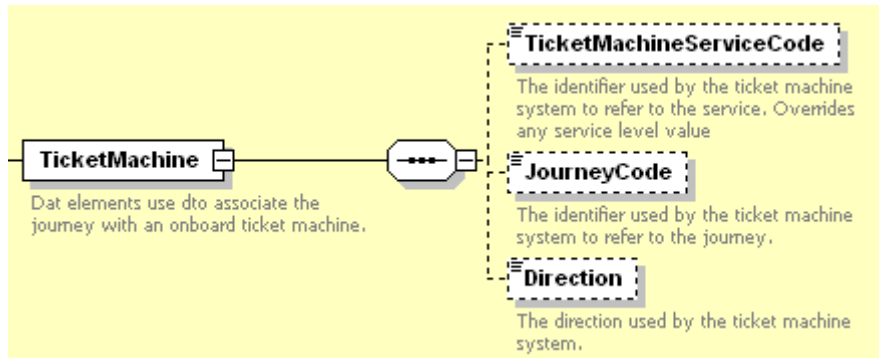 TicketMachineServiceCode
The identifier used by the ticket machine
system to refer to the service. Overrides
any service level value
TicketMachine
Dat elements use dto associate the
journey with an onboard ticket machine.
JourneyCode
The identifier used by the ticket machine
system to refer to the journey.
Direction
The direction used by the ticket machine
system.